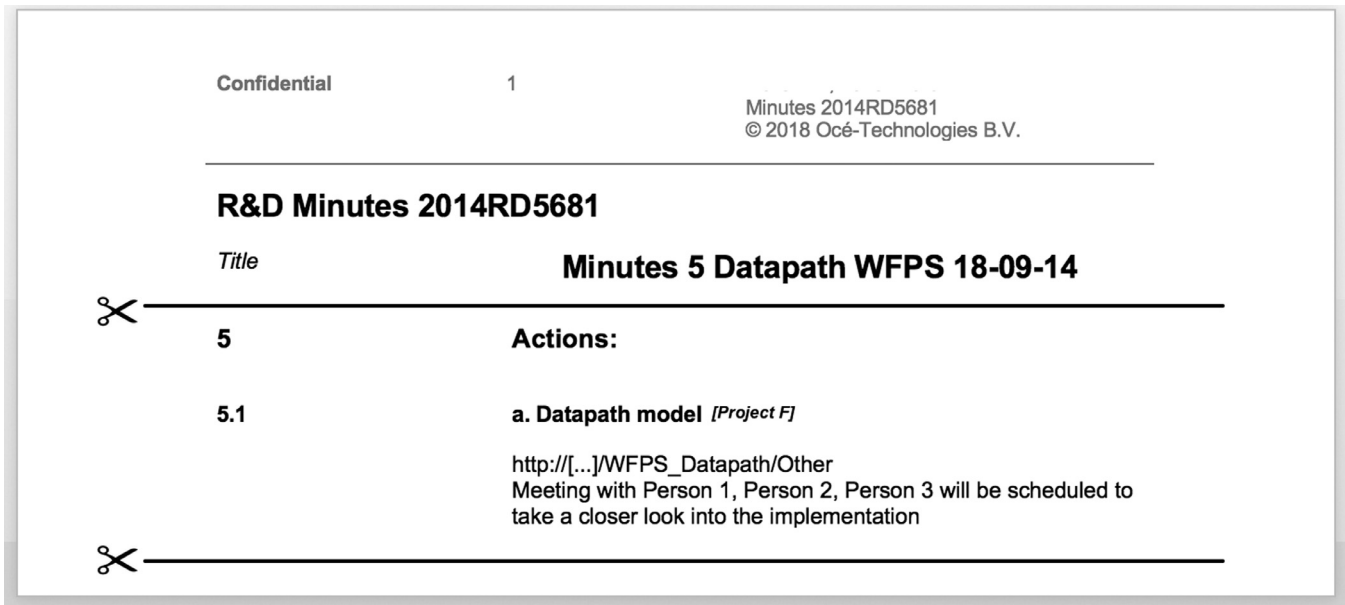 Confidential 1
Minutes 2014RD5681
© 2018 Océ-Technologies B.V.
R&D Minutes 2014RD5681
Title Minutes 5 Datapath WFPS 18-09-14
5 Actions:
5.1 a. Datapath model [Project F]
http://[...]/WFPS_Datapath/Other
Meeting with Person 1, Person 2, Person 3 will be scheduled to
take a closer look into the implementation